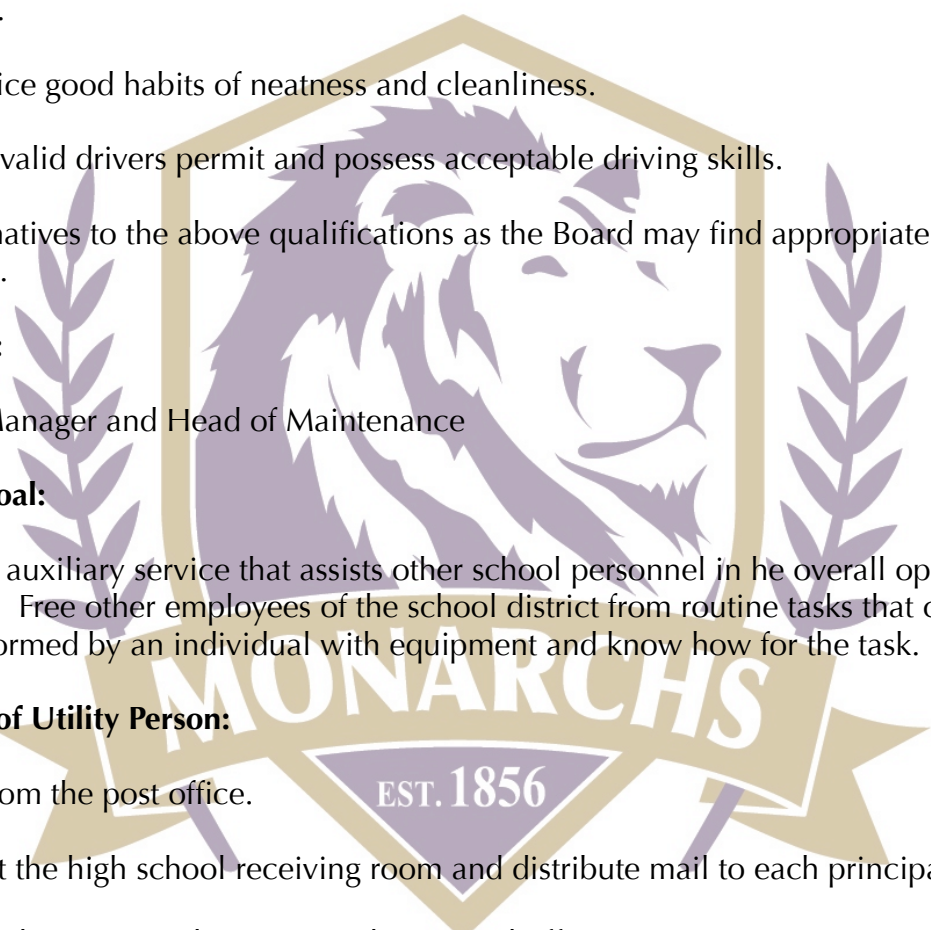 .
ice good habits of neatness and cleanliness.
valid drivers permit and possess acceptable driving skills.
natives to the above qualifications as the Board may find appropriate
.
:
Manager and Head of Maintenance
oal:
auxiliary service that assists other school personnel in he overall op
Free other employees of the school district from routine tasks that
ormed by an individual with equipment and know how for the task.
MONARCHS
of Utility Person:
om the post office.
EST. 1856
t the high school receiving room and distribute mail to each principa